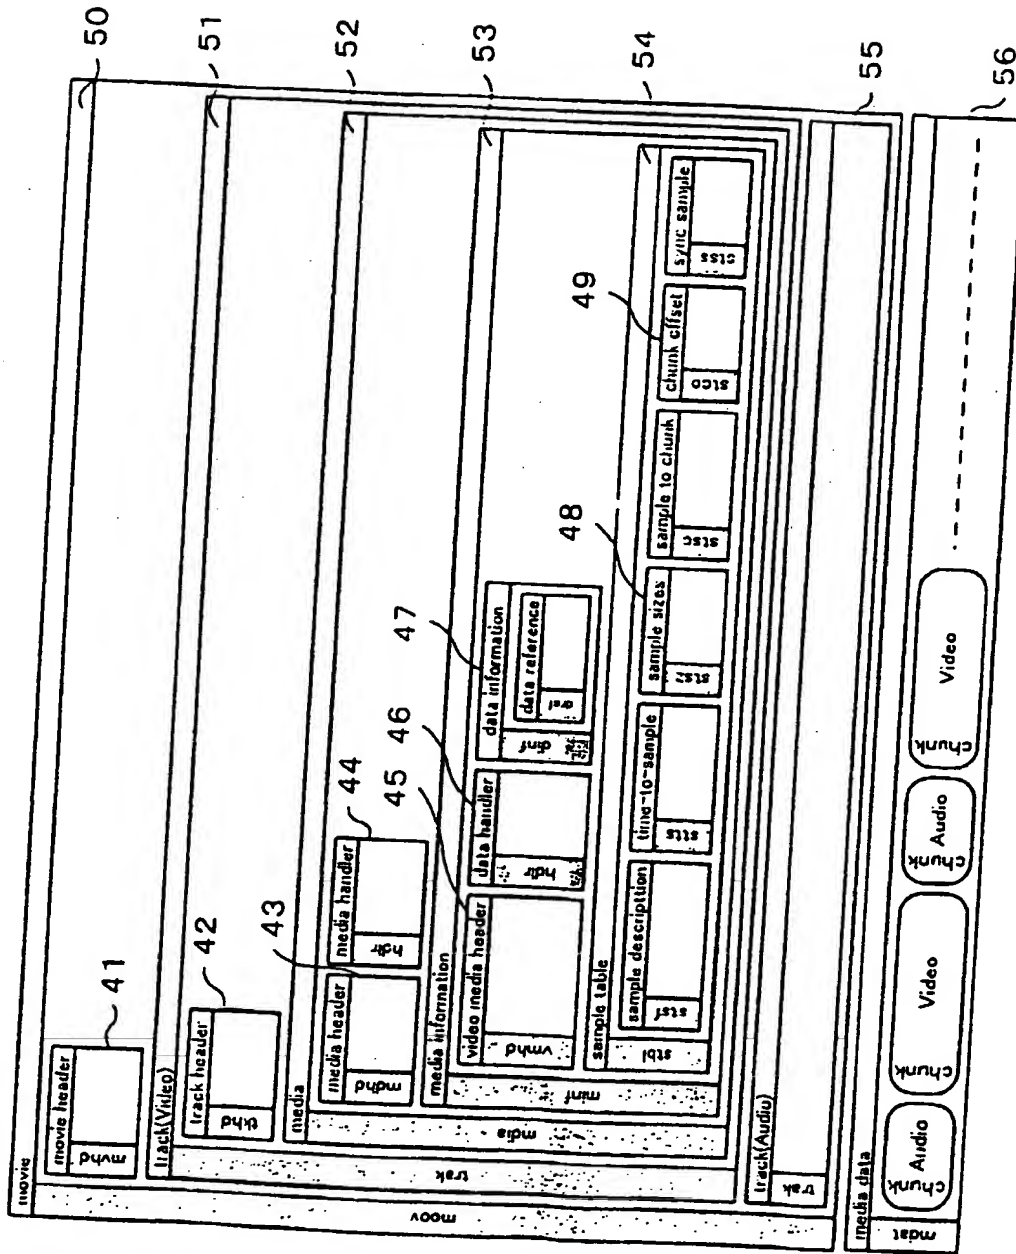 movie
50
movie header
mvhd
41
track(Video)
51
track header
tkhd
42
media
52
media header
mdhd
43
media handler
hdlr
44
media information
53
video media header
vmhd
45
data handler
hdlr
46
data information
dinf
47
data reference
sample table
54
sample description
time-to-sample
stts
sample sizes
stsz
48
sample to chunk
stsc
chunk offset
stco
49
sync sample
stss
stbl
minf
mdia
trak
track(Audio)
55
trak
moov
media data
56
mdat
Audio
chunk
Video
chunk
Audio
chunk
Video
chunk